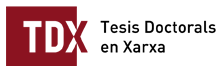 TDX
Tesis Doctorals
en Xarxa